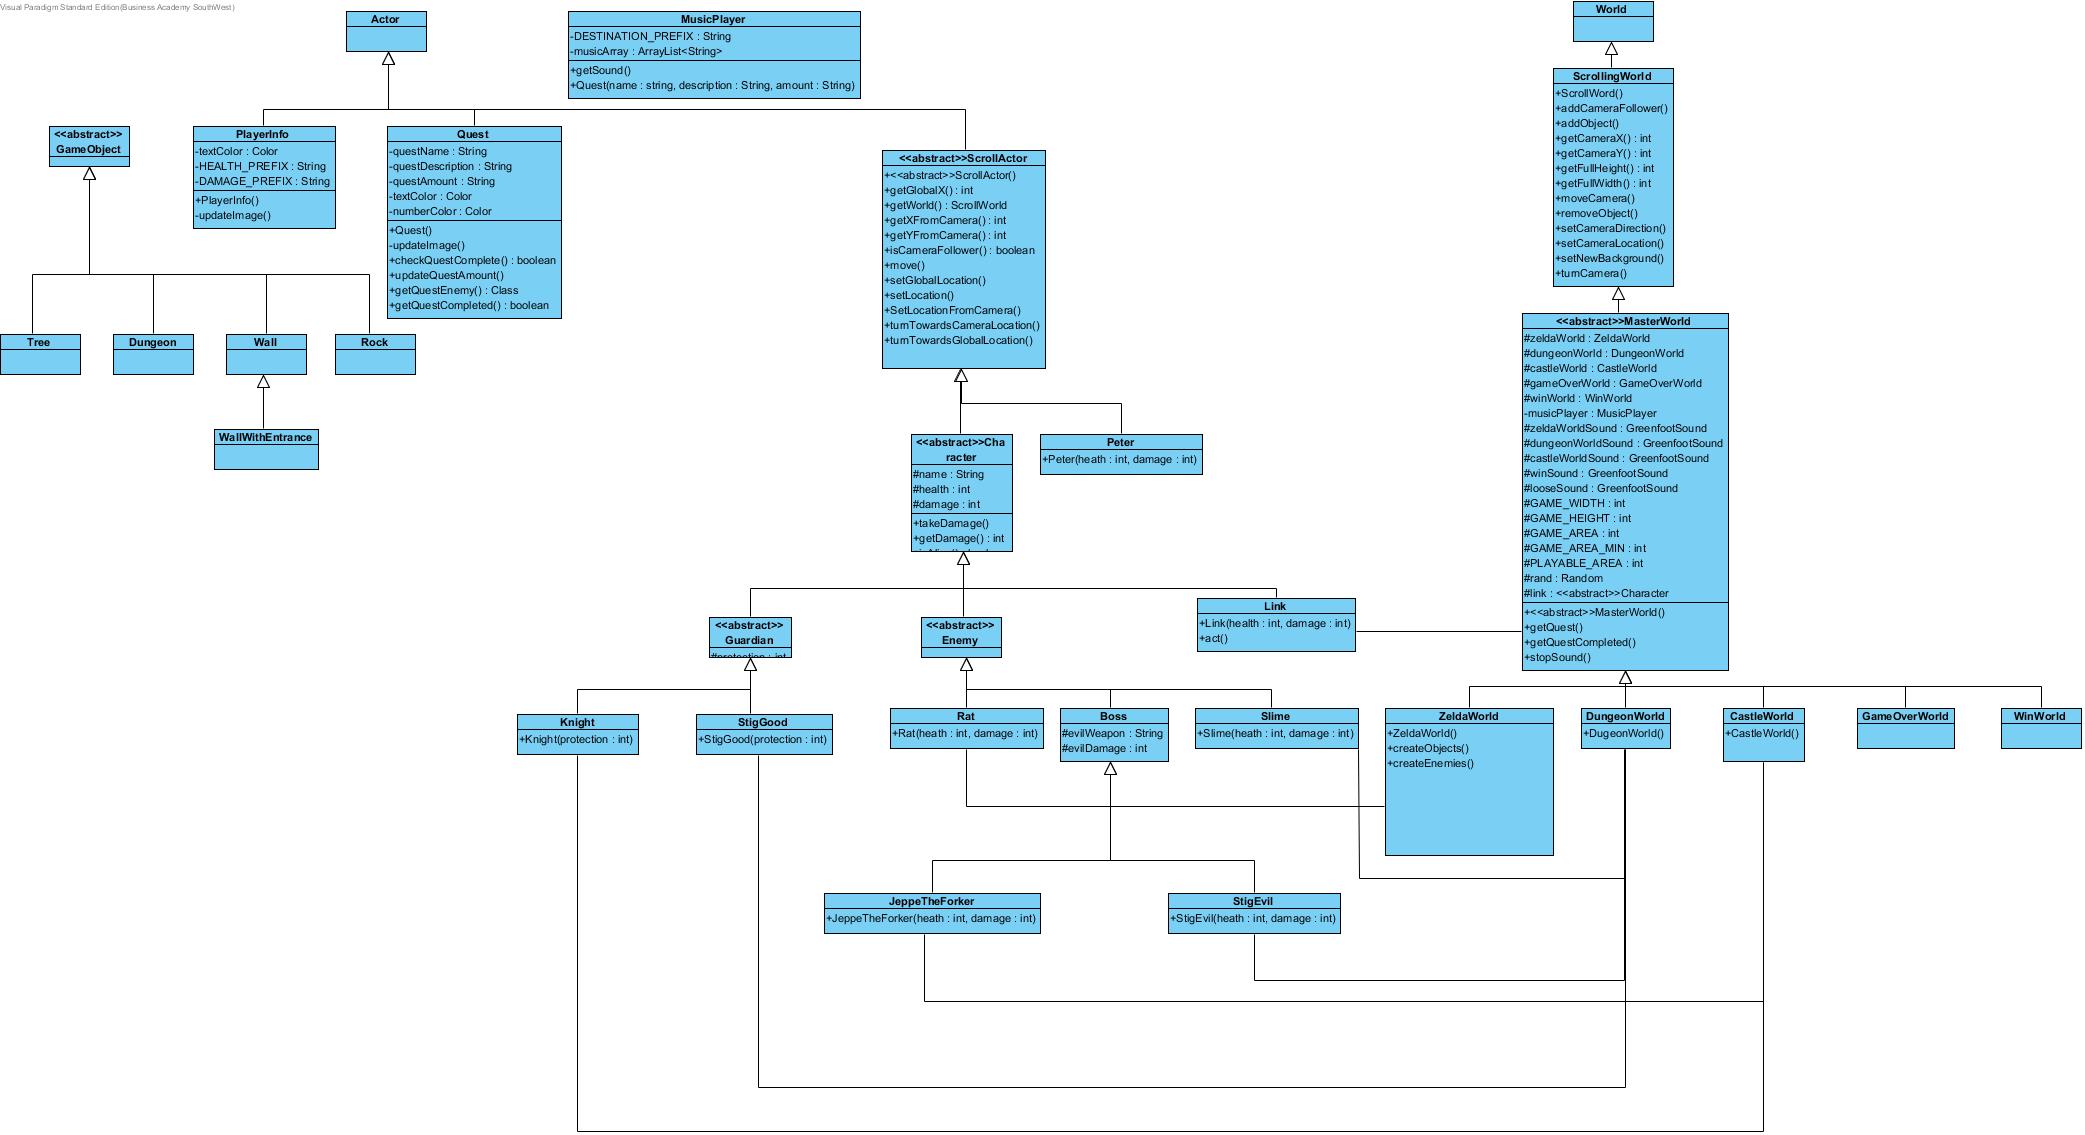 Visual Paradigm Standard Edition(Business Academy SouthWest)
Actor
MusicPlayer
-DESTINATION_PREFIX : String
-musicArray : ArrayList<String>
+getSound()
+Quest(name : string, description : String, amount : String)
World
ScrollingWorld
+ScrollWord()
+addCameraFollower()
+addObject()
+getCameraX() : int
+getCameraY() : int
+getFullHeight() : int
+getFullWidth() : int
+moveCamera()
+removeObject()
+setCameraDirection()
+setCameraLocation()
+setNewBackground()
+turnCamera()
<<abstract>>
GameObject
PlayerInfo
-textColor : Color
-HEALTH_PREFIX : String
-DAMAGE_PREFIX : String
+PlayerInfo()
-updateImage()
Quest
-questName : String
-questDescription : String
-questAmount : String
-textColor : Color
-numberColor : Color
+Quest()
-updateImage()
+checkQuestComplete() : boolean
+updateQuestAmount()
+getQuestEnemy() : Class
+getQuestCompleted() : boolean
<<abstract>>ScrollActor
+<<abstract>>ScrollActor()
+getGlobalX() : int
+getWorld() : ScrollWorld
+getXFromCamera() : int
+getYFromCamera() : int
+isCameraFollower() : boolean
+move()
+setGlobalLocation()
+setLocation()
+SetLocationFromCamera()
+turnTowardsCameraLocation()
+turnTowardsGlobalLocation()
Tree
Dungeon
Wall
Rock
WallWithEntrance
<<abstract>>MasterWorld
#zeldaWorld : ZeldaWorld
#dungeonWorld : DungeonWorld
#castleWorld : CastleWorld
#gameOverWorld : GameOverWorld
#winWorld : WinWorld
-musicPlayer : MusicPlayer
#zeldaWorldSound : GreenfootSound
#dungeonWorldSound : GreenfootSound
#castleWorldSound : GreenfootSound
#winSound : GreenfootSound
#looseSound : GreenfootSound
#GAME_WIDTH : int
#GAME_HEIGHT : int
#GAME_AREA : int
#GAME_AREA_MIN : int
#PLAYABLE_AREA : int
#rand : Random
#link : <<abstract>>Character
+<<abstract>>MasterWorld()
+getQuest()
+getQuestCompleted()
+stopSound()
<<abstract>>Cha
racter
#name : String
#health : int
#damage : int
+takeDamage()
+getDamage() : int
Peter
+Peter(heath : int, damage : int)
<<abstract>>
Guardian
#protection : int
<<abstract>>
Enemy
Link
+Link(health : int, damage : int)
+act()
Knight
+Knight(protection : int)
StigGood
+StigGood(protection : int)
Rat
+Rat(heath : int, damage : int)
Boss
#evilWeapon : String
#evilDamage : int
Slime
+Slime(heath : int, damage : int)
ZeldaWorld
+ZeldaWorld()
+createObjects()
+createEnemies()
DungeonWorld
+DugeonWorld()
CastleWorld
+CastleWorld()
GameOverWorld
WinWorld
JeppeTheForker
+JeppeTheForker(heath : int, damage : int)
StigEvil
+StigEvil(heath : int, damage : int)